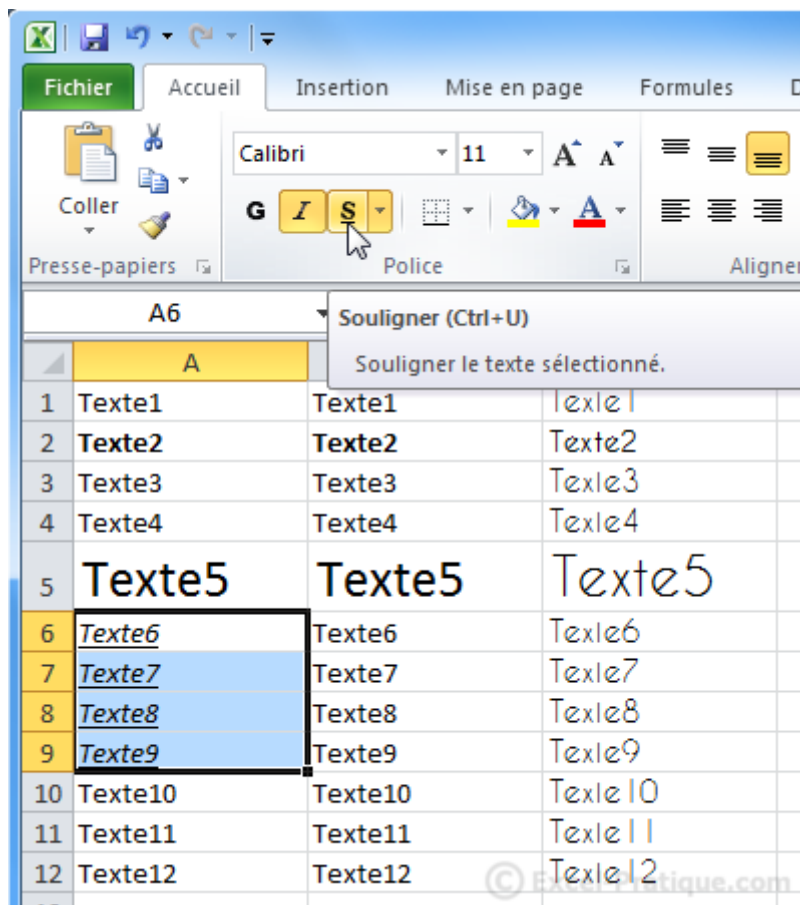 Fichier Accueil Insertion Mise en page Formules
Calibri 11
Coller G I S A
Presse-papiers Police
A6
Souligner (Ctrl+U)
Souligner le texte sélectionné.
A
1 Texte1 Texte1 Texte1
2 Texte2 Texte2 Texte2
3 Texte3 Texte3 Texte3
4 Texte4 Texte4 Texte4
5 Texte5 Texte5 Texte5
6 Texte6 Texte6 Texte6
7 Texte7 Texte7 Texte7
8 Texte8 Texte8 Texte8
9 Texte9 Texte9 Texte9
10 Texte10 Texte10 Texte10
11 Texte11 Texte11 Texte11
12 Texte12 Texte12 Texte12
© Excel-Pratique.com